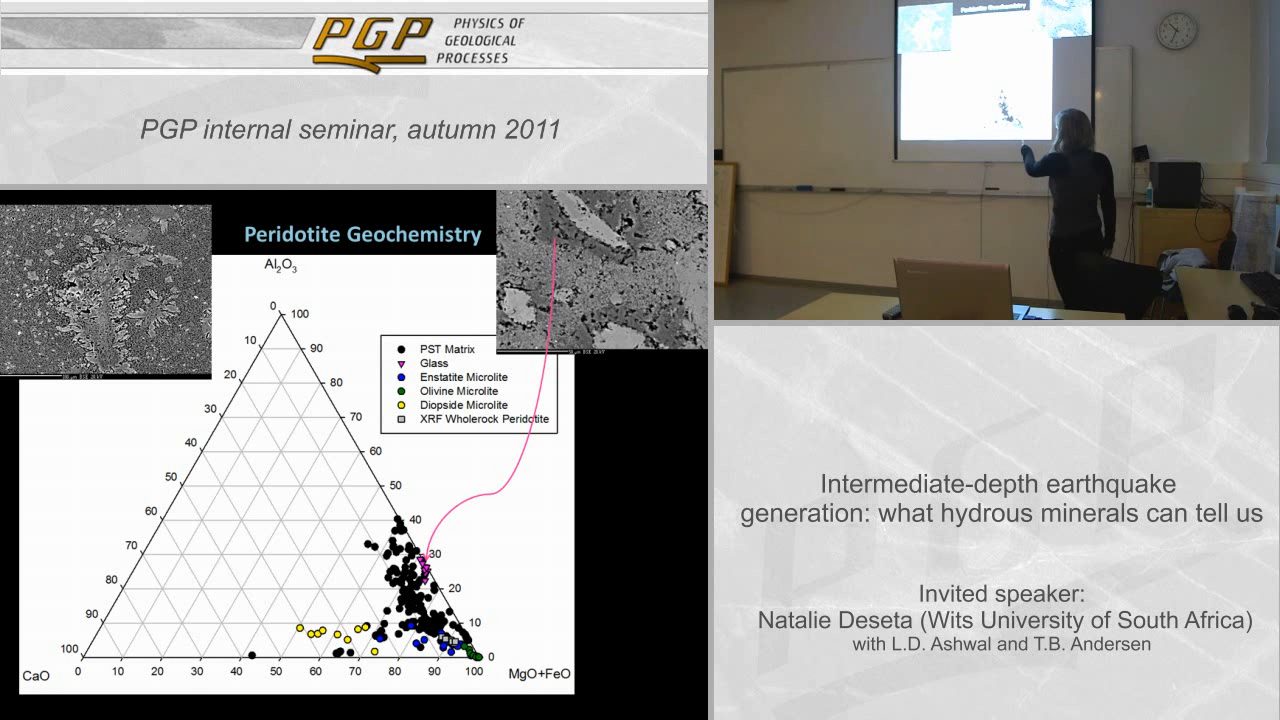 PGP
PHYSICS OF
GEOLOGICAL
PROCESSES
PGP internal seminar, autumn 2011
Peridotite Geochemistry
Al₂O₃
PST Matrix
Glass
Enstatite Microlite
Olivine Microlite
Diopside Microlite
XRF Wholerock Peridotite
0
10
20
30
40
50
60
70
80
90
100
100
90
80
70
60
50
40
30
20
10
0
0 10 20 30 40 50 60 70 80 90 100
CaO
MgO+FeO
Peridotite Geochemistry
Intermediate-depth earthquake
generation: what hydrous minerals can tell us
Invited speaker:
Natalie Deseta (Wits University of South Africa)
with L.D. Ashwal and T.B. Andersen